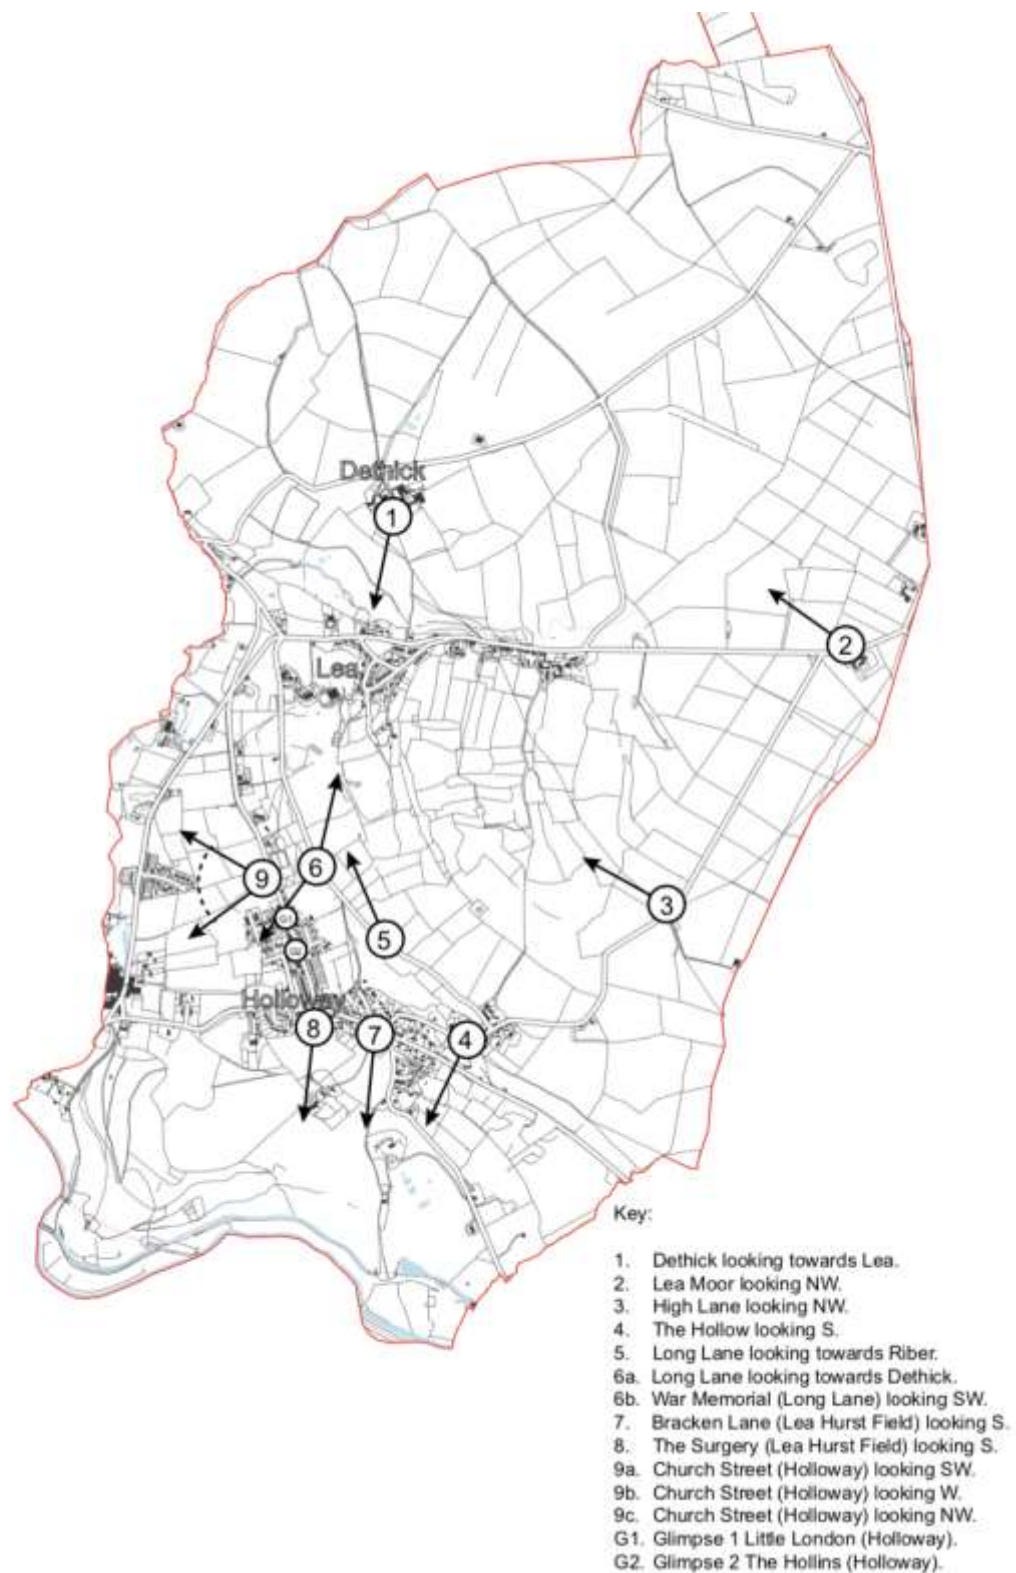 Dethick
1
2
Lea
3
6
9
5
G1
G2
Holloway
8
7
4
Key:
1. Dethick looking towards Lea.
2. Lea Moor looking NW.
3. High Lane looking NW.
4. The Hollow looking S.
5. Long Lane looking towards Riber.
6a. Long Lane looking towards Dethick.
6b. War Memorial (Long Lane) looking SW.
7. Bracken Lane (Lea Hurst Field) looking S.
8. The Surgery (Lea Hurst Field) looking S.
9a. Church Street (Holloway) looking SW.
9b. Church Street (Holloway) looking W.
9c. Church Street (Holloway) looking NW.
G1. Glimpse 1 Little London (Holloway).
G2. Glimpse 2 The Hollins (Holloway).